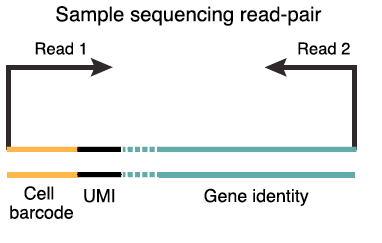 Sample sequencing read-pair
Read 1
Read 2
Cell
barcode
UMI
Gene identity